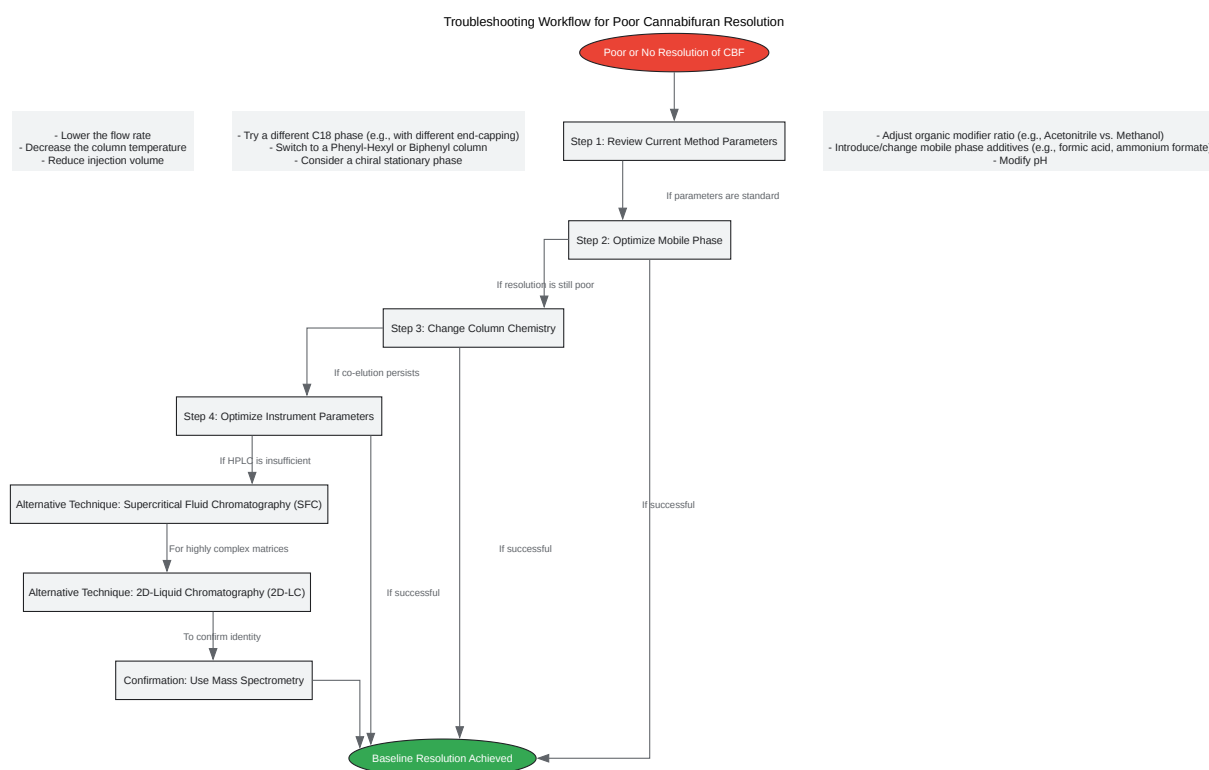 Troubleshooting Workflow for Poor Cannabifuran Resolution
Poor or No Resolution of CBF
- Lower the flow rate
- Decrease the column temperature
- Reduce injection volume
- Try a different C18 phase (e.g., with different end-capping)
- Switch to a Phenyl-Hexyl or Biphenyl column
- Consider a chiral stationary phase
Step 1: Review Current Method Parameters
- Adjust organic modifier ratio (e.g., Acetonitrile vs. Methanol)
- Introduce/change mobile phase additives (e.g., formic acid, ammonium formate
- Modify pH
If parameters are standard
Step 2: Optimize Mobile Phase
If resolution is still poor
Step 3: Change Column Chemistry
If co-elution persists
Step 4: Optimize Instrument Parameters
If HPLC is insufficient
Alternative Technique: Supercritical Fluid Chromatography (SFC)
If successful
For highly complex matrices
If successful
Alternative Technique: 2D-Liquid Chromatography (2D-LC)
If successful
To confirm identity
Confirmation: Use Mass Spectrometry
Baseline Resolution Achieved